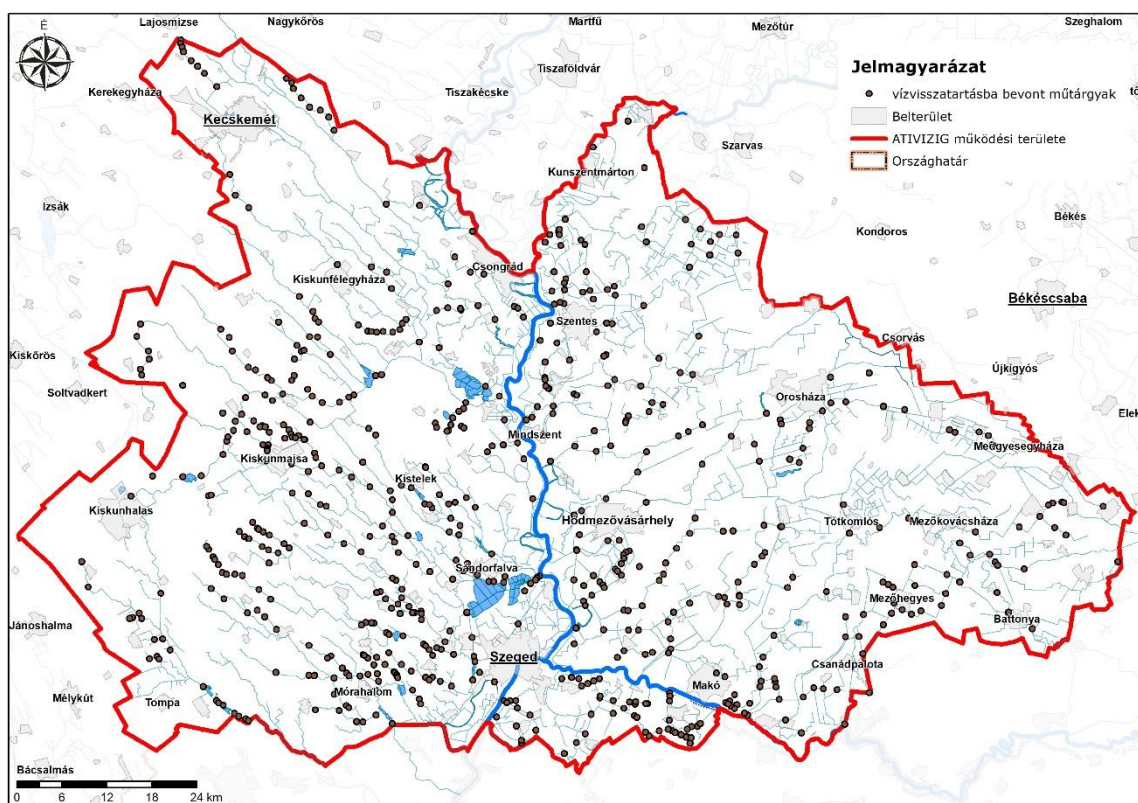 Lajosmizse
Nagykőrös
Martfű
Mezőtúr
Szeghalom
É
Jelmagyarázat
vízvisszatartásba bevont műtárgyak
Belterület
ATIVIZIG működési területe
Országhatár
Tiszaföldvár
Kerekegyháza
Tiszakécske
Kecskemét
Szarvas
Kunszentmárton
Izsák
Békés
Kondoros
Csongrád
Kiskunfélegyháza
Békéscsaba
Szentes
Csorvás
Kiskőrös
Újkígyós
Soltvadkert
Orosháza
Elek
Mindszent
Medgyesegyháza
Kiskunmajsa
Kistelek
Kiskunhalas
Hódmezővásárhely
Tótkomlós
Mezőkovácsháza
Sándorfalva
Mezőhegyes
Jánoshalma
Battonya
Szeged
Csanádpalota
Makó
Mórahalom
Mélykút
Tompa
Bácsalmás
0 6 12 18 24 km